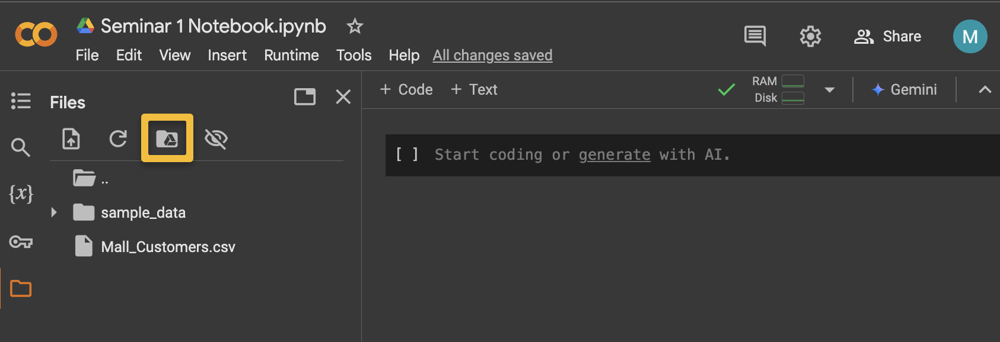 Seminar 1 Notebook.ipynb
File Edit View Insert Runtime Tools Help All changes saved
Share
M
Files
+ Code + Text
RAM
Disk
Gemini
..
sample_data
Mall_Customers.csv
{x}
[ ] Start coding or generate with AI.